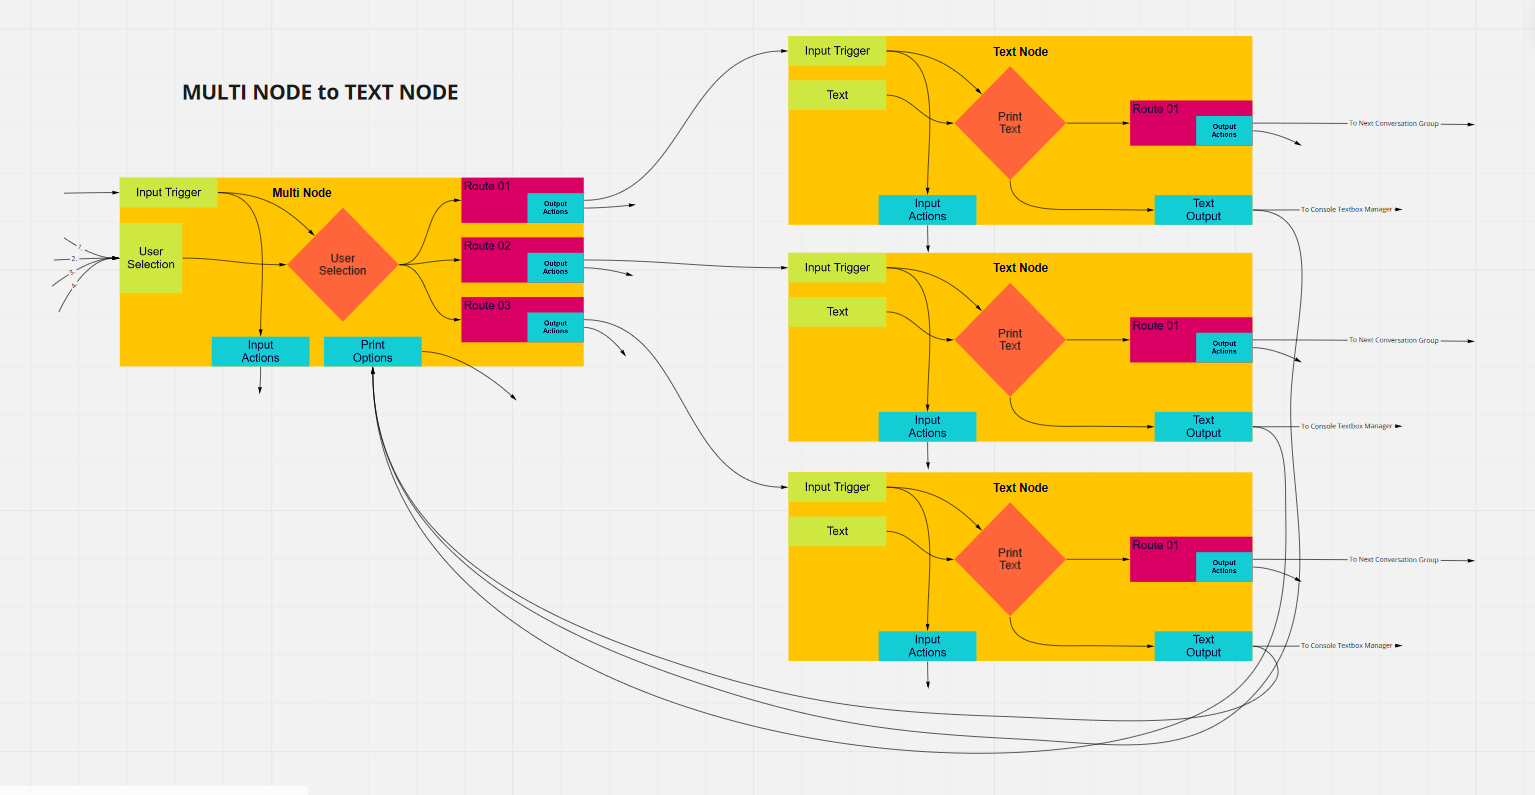 MULTI NODE to TEXT NODE
Input Trigger
Multi Node
User
Selection
1.
2.
3.
4.
User
Selection
Route 01
Output
Actions
Route 02
Output
Actions
Route 03
Output
Actions
Input
Actions
Print
Options
Input Trigger
Text Node
Text
Print
Text
Route 01
Output
Actions
To Next Conversation Group
Input
Actions
Text
Output
To Console Textbox Manager
Input Trigger
Text Node
Text
Print
Text
Route 01
Output
Actions
To Next Conversation Group
Input
Actions
Text
Output
To Console Textbox Manager
Input Trigger
Text Node
Text
Print
Text
Route 01
Output
Actions
To Next Conversation Group
Input
Actions
Text
Output
To Console Textbox Manager